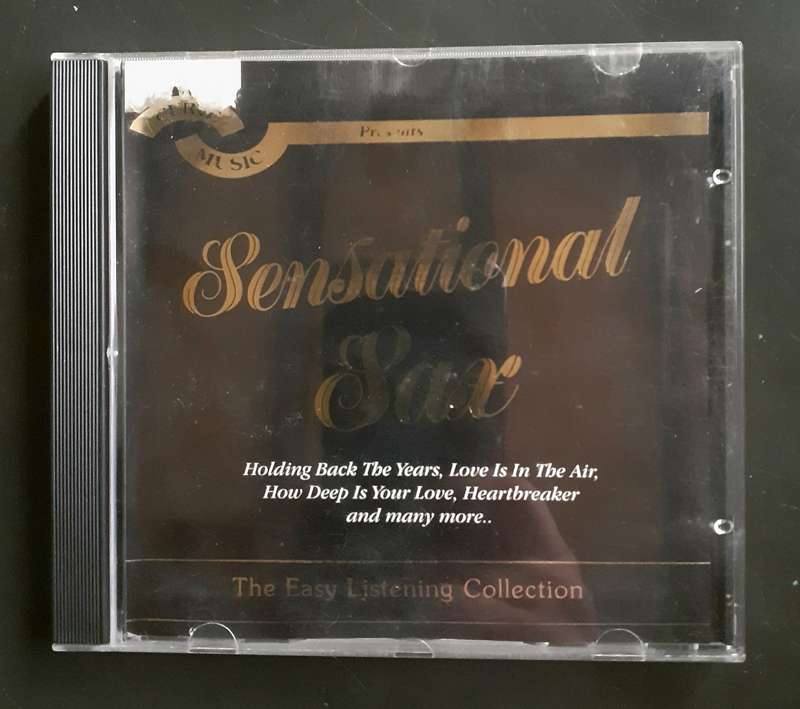 MUSIC
Presents
Sensational
Sax
Holding Back The Years, Love Is In The Air,
How Deep Is Your Love, Heartbreaker
and many more..
The Easy Listening Collection